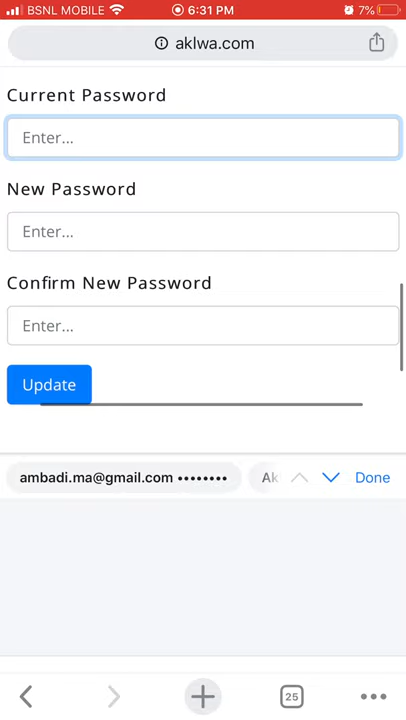 BSNL MOBILE 6:31 PM 7%
aklwa.com
Current Password
Enter...
New Password
Enter...
Confirm New Password
Enter...
Update
ambadi.ma@gmail.com •••••••• Ak Done
25